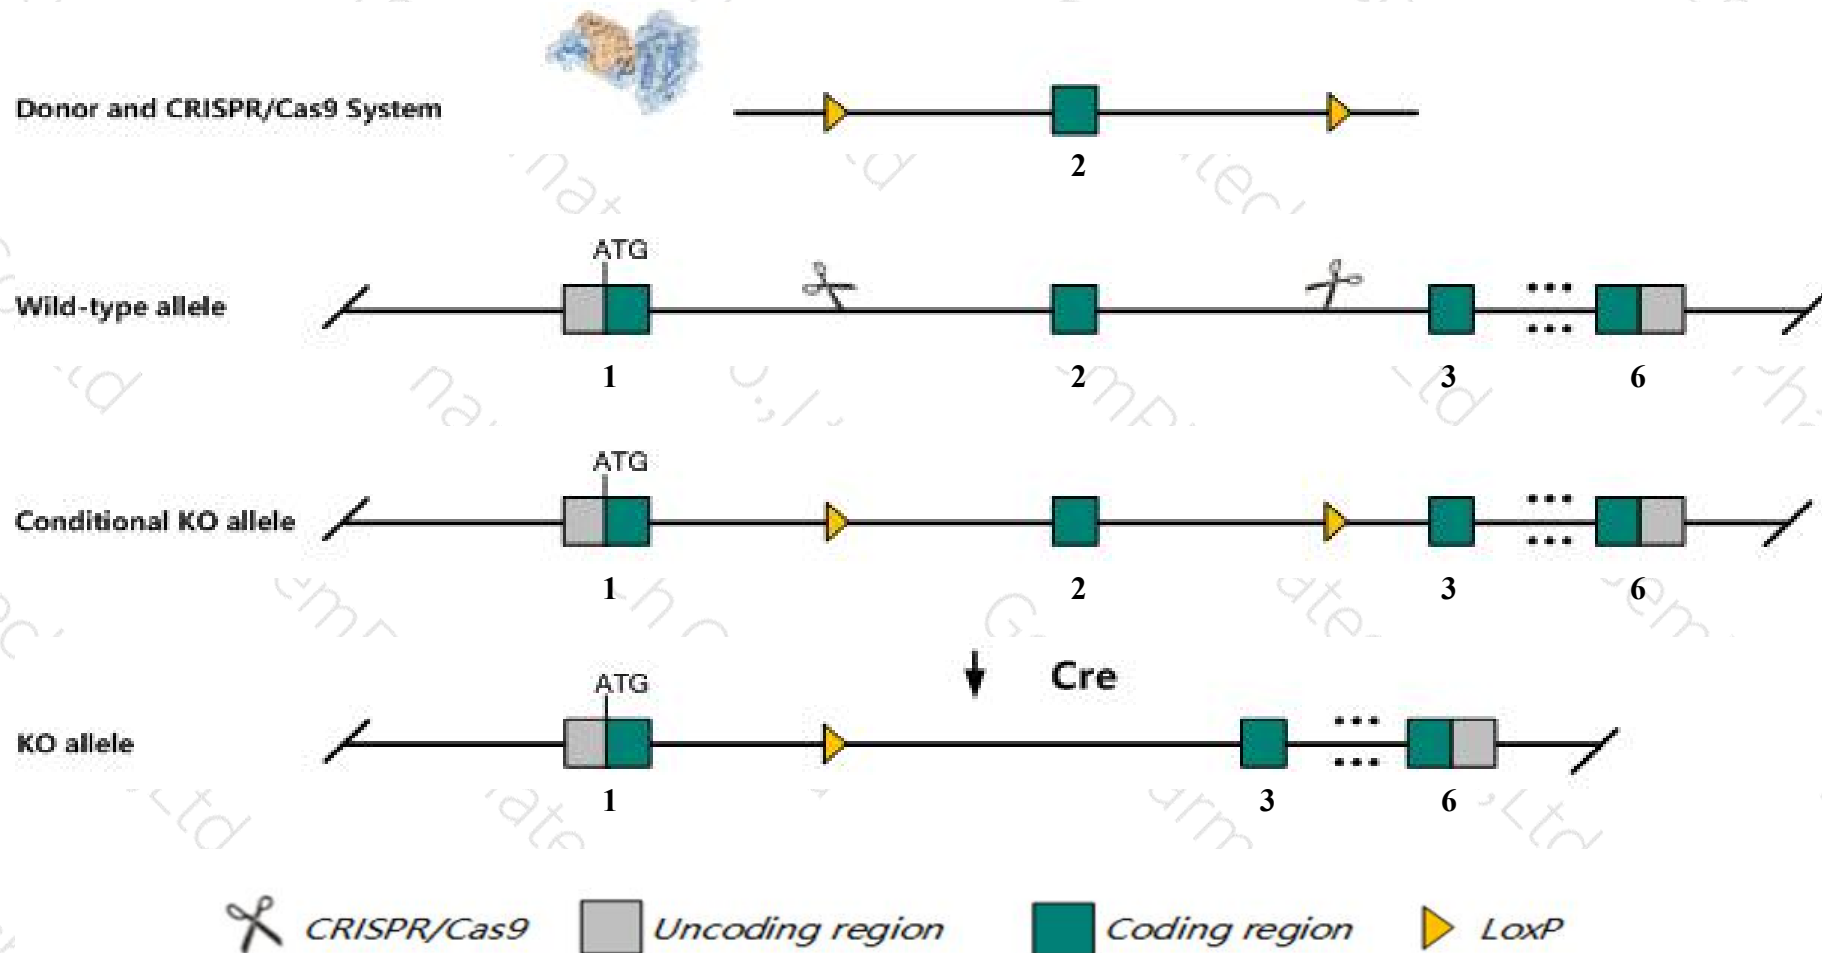 Donor and CRISPR/Cas9 System
2
ATG
Wild-type allele
1 2 3 6
ATG
Conditional KO allele
1 2 3 6
Cre
ATG
KO allele
1 3 6
CRISPR/Cas9 Uncoding region Coding region LoxP